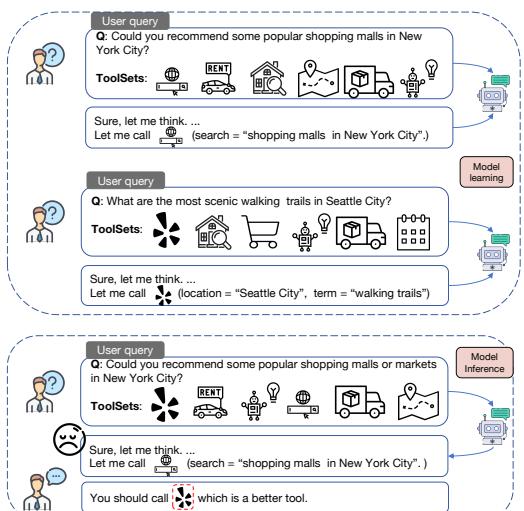 User query
Q: Could you recommend some popular shopping malls in New
York City?
RENT
ToolSets:
Sure, let me think. ...
Let me call (search = “shopping malls in New York City”.)
Model
learning
User query
Q: What are the most scenic walking trails in Seattle City?
ToolSets:
Sure, let me think. ...
Let me call (location = “Seattle City”, term = “walking trails”)
User query
Model
Inference
Q: Could you recommend some popular shopping malls or markets
in New York City?
RENT
ToolSets:
Sure, let me think. ...
Let me call (search = “shopping malls in New York City”. )
You should call which is a better tool.